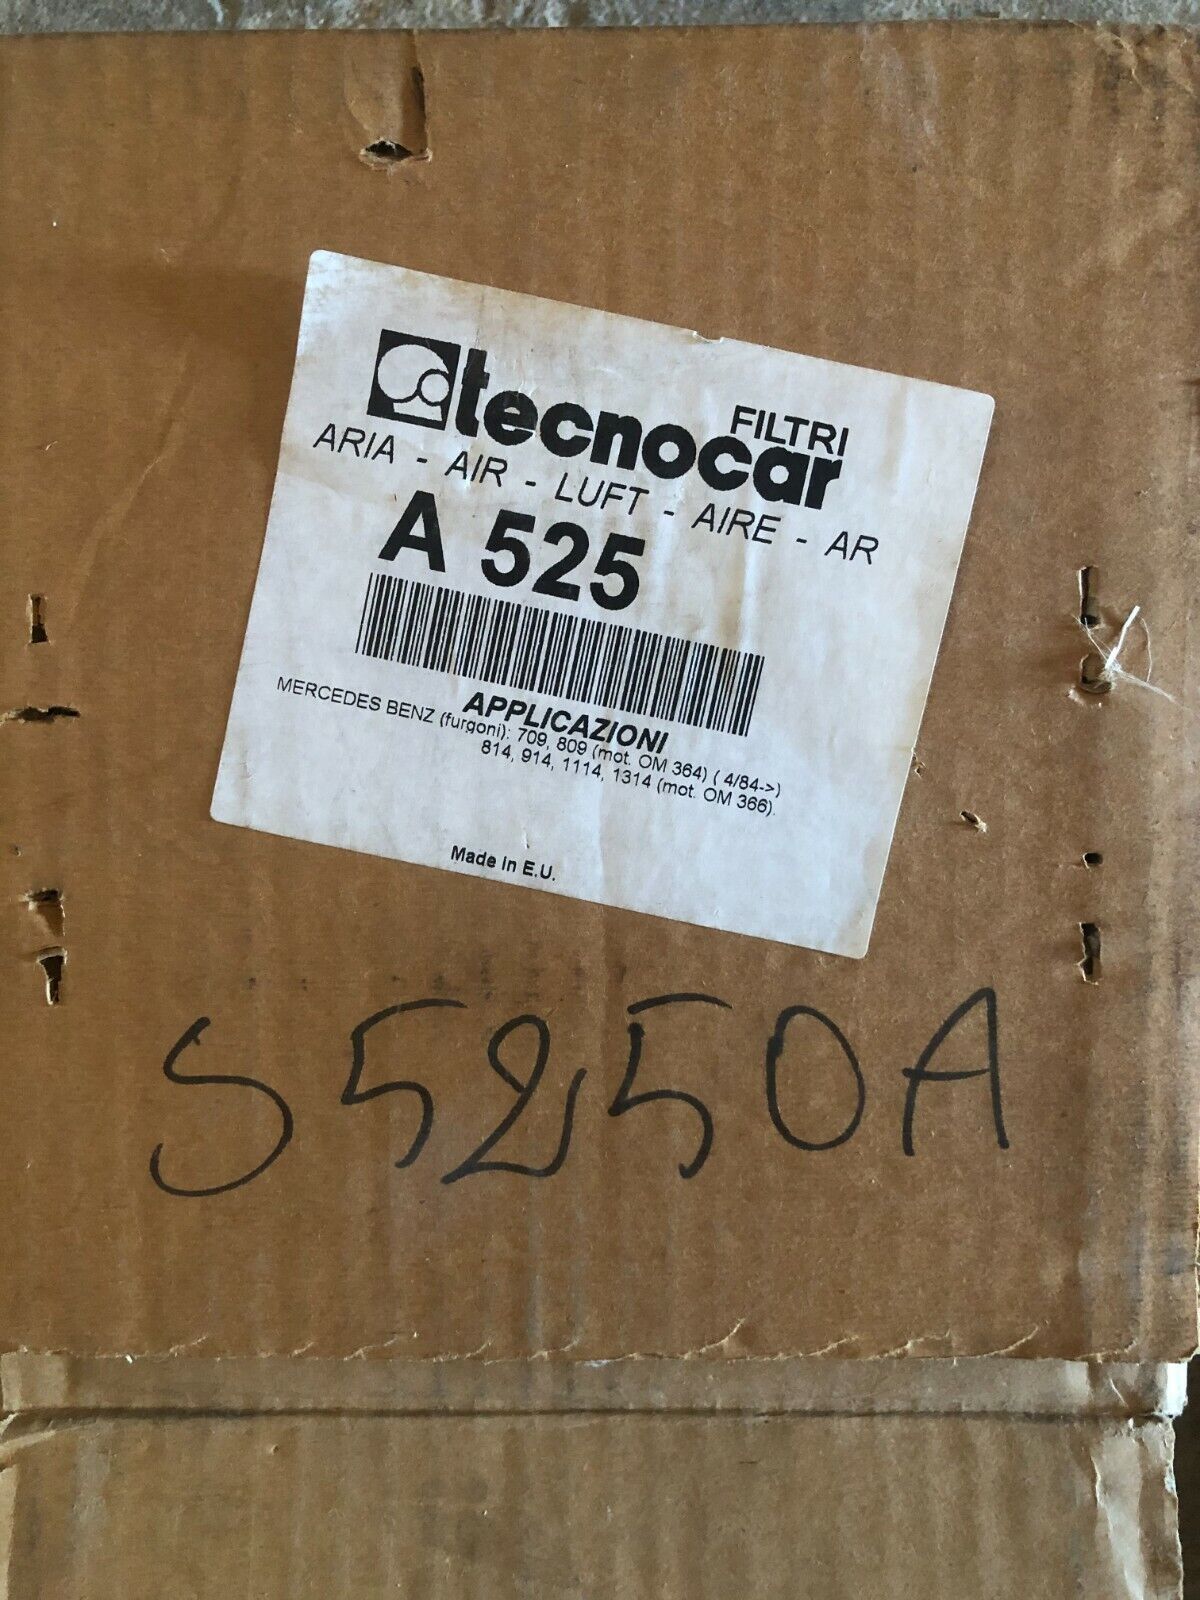 FILTRI
tecnocar
ARIA - AIR - LUFT - AIRE - AR
A 525
APPLICAZIONI
MERCEDES BENZ (furgoni): 709, 809 (mot. OM 364) ( 4/84->)
814, 914, 1114, 1314 (mot. OM 366).
Made in E.U.
S5250A